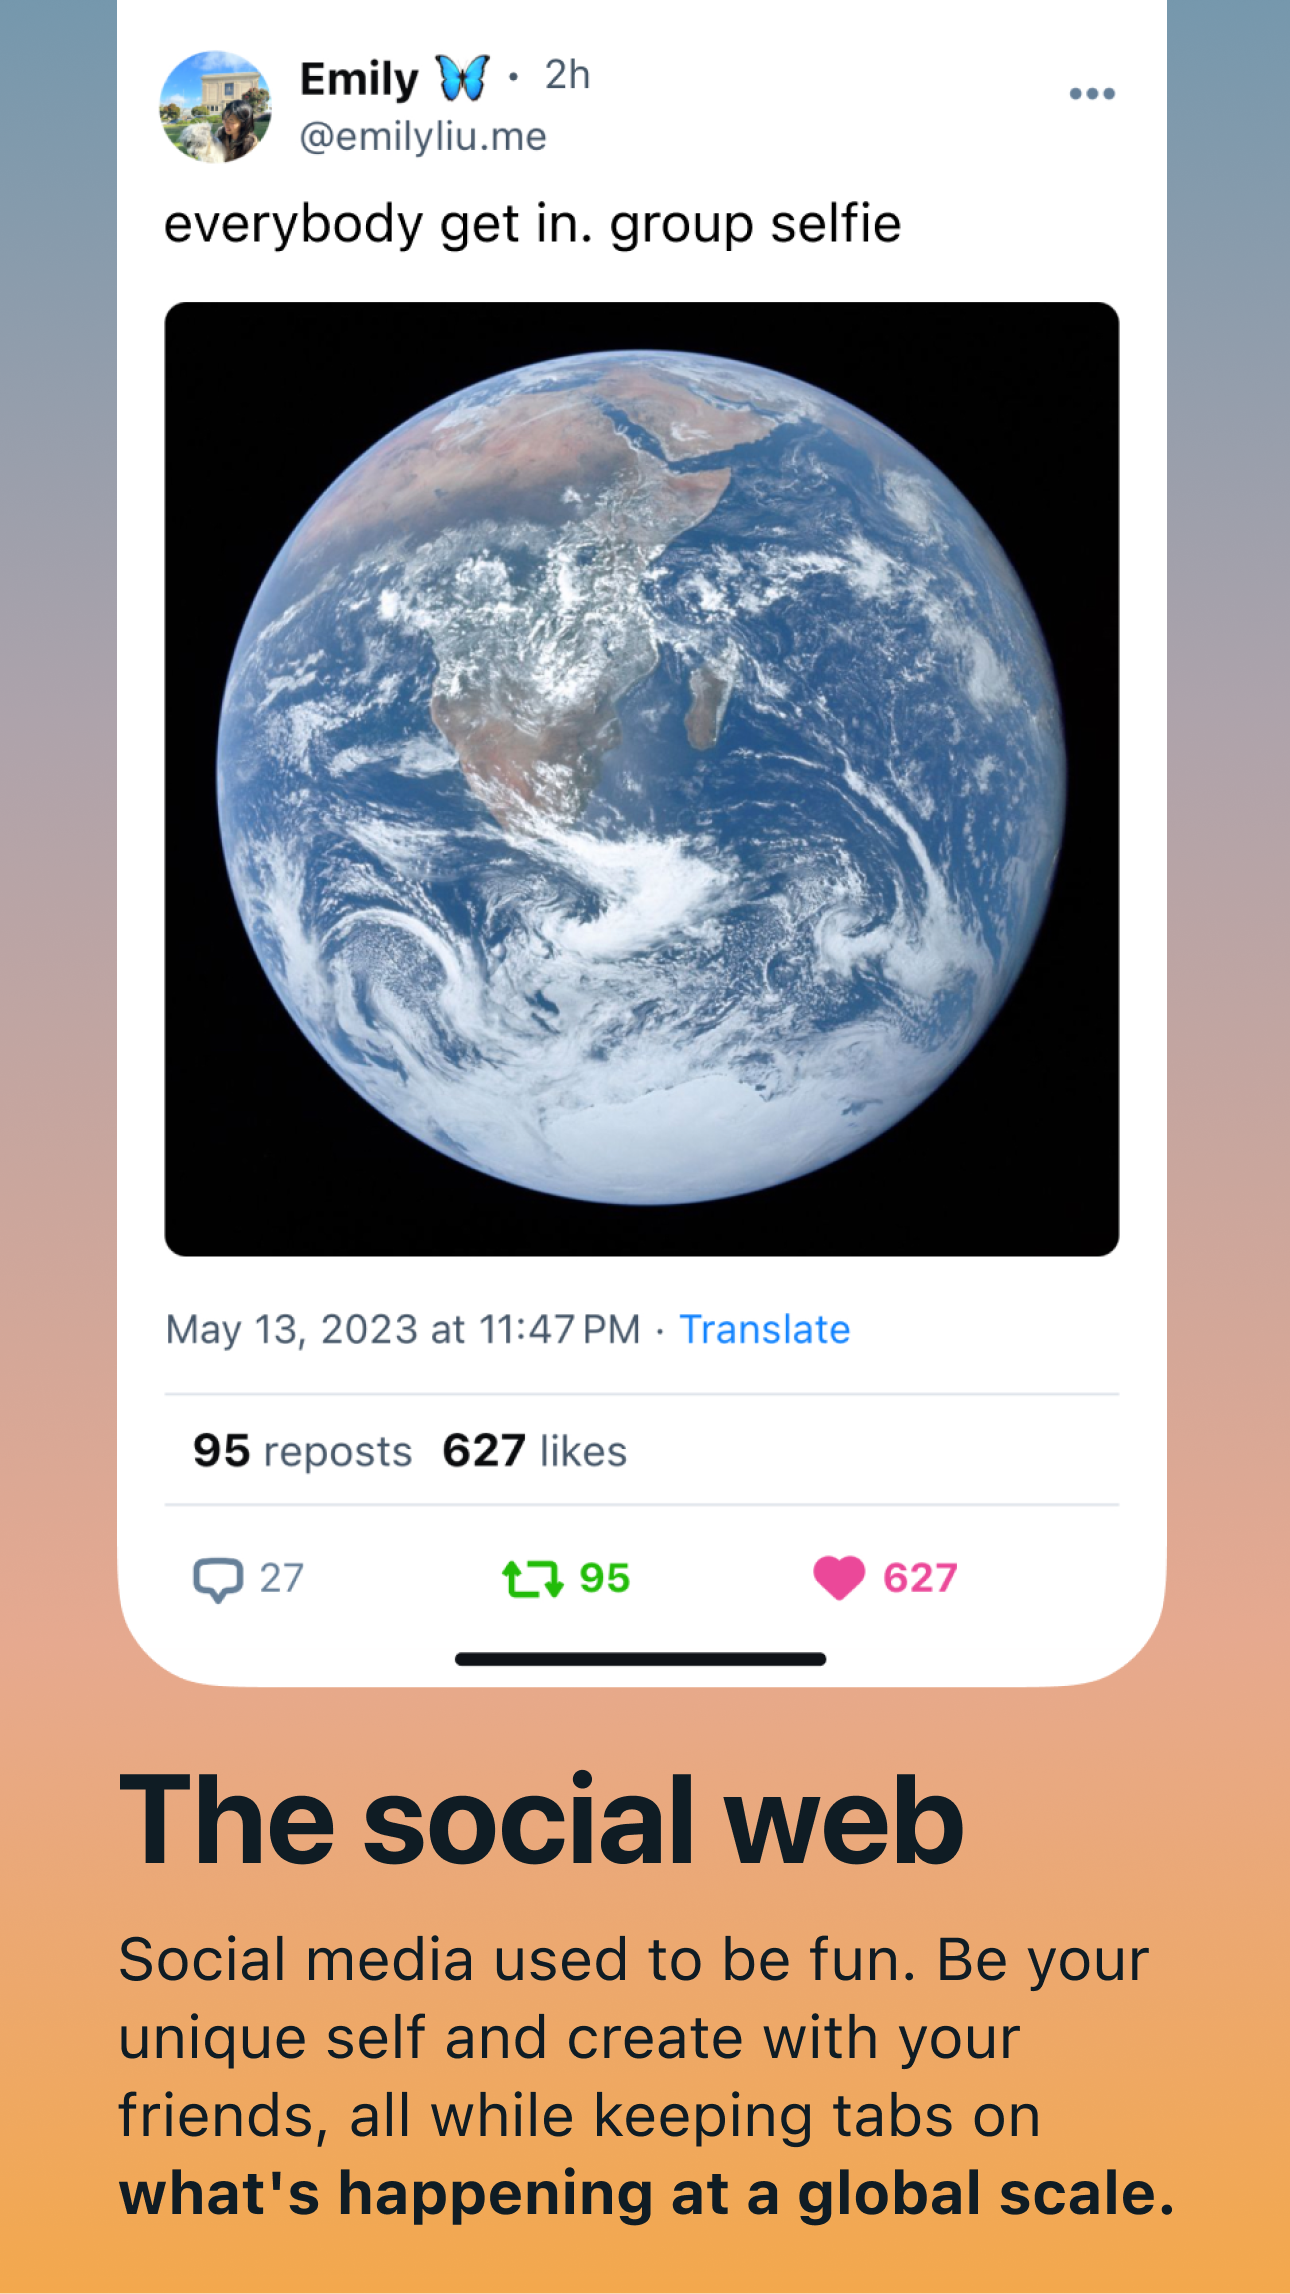 Emily 🦋 · 2h
@emilyliu.me
everybody get in. group selfie
May 13, 2023 at 11:47 PM · Translate
95 reposts 627 likes
27 95 627
The social web
Social media used to be fun. Be your
unique self and create with your
friends, all while keeping tabs on
what's happening at a global scale.